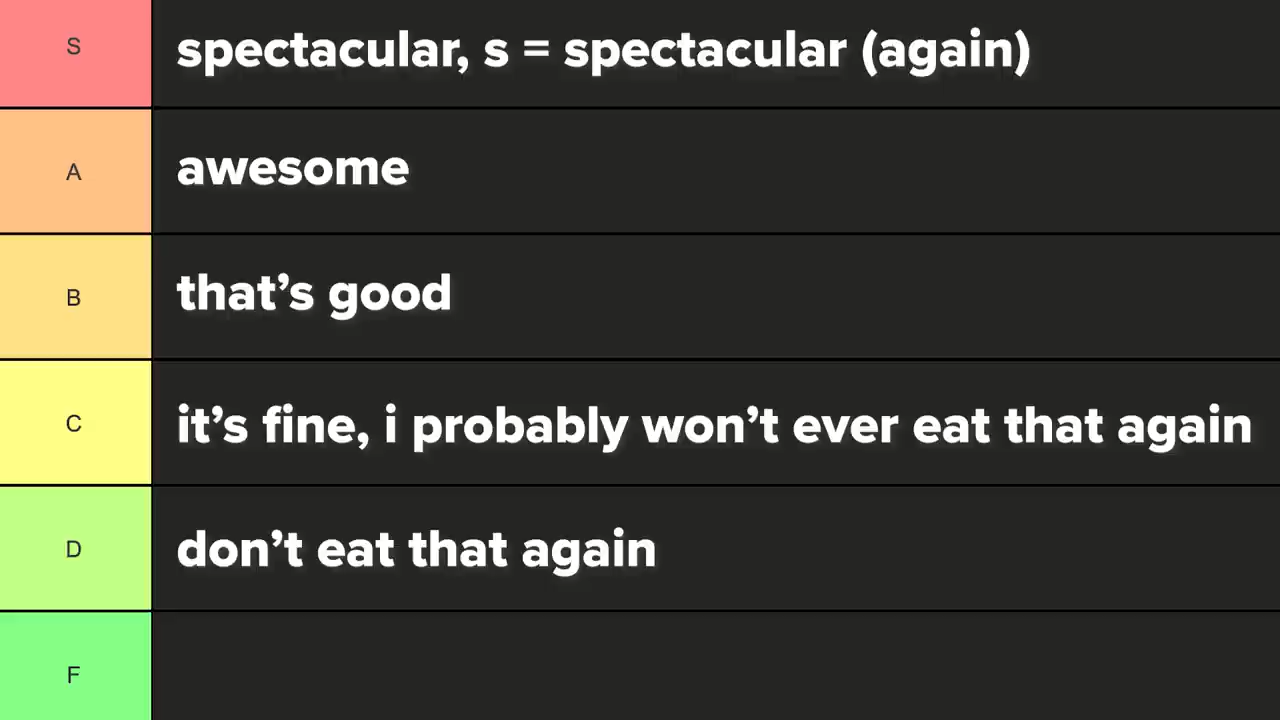 S spectacular, s = spectacular (again)
A awesome
B that’s good
C it’s fine, i probably won’t ever eat that again
D don’t eat that again
F